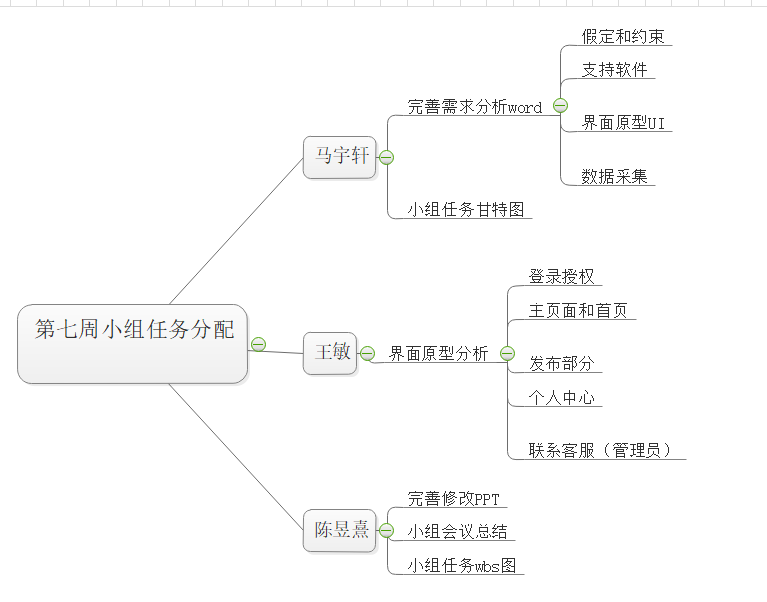 第七周小组任务分配
马宇轩
完善需求分析word
假定和约束
支持软件
界面原型UI
数据采集
小组任务甘特图
王敏
界面原型分析
登录授权
主页面和首页
发布部分
个人中心
联系客服（管理员）
陈昱熹
完善修改PPT
小组会议总结
小组任务wbs图